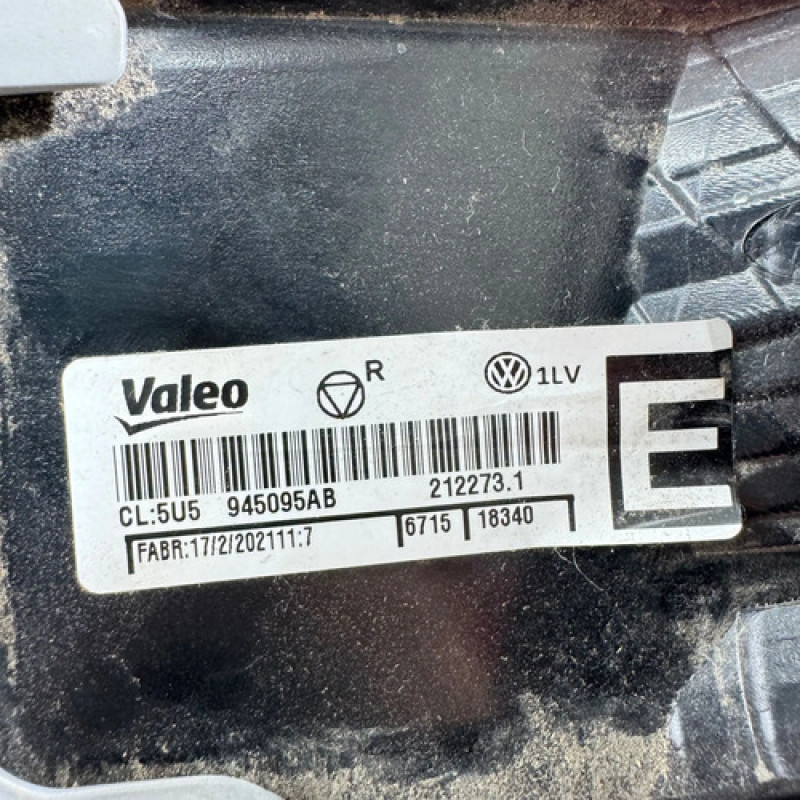 Valeo R 1LV E
CL:5U5 945095AB 212273.1
FABR:17/2/202111:7 6715 18340